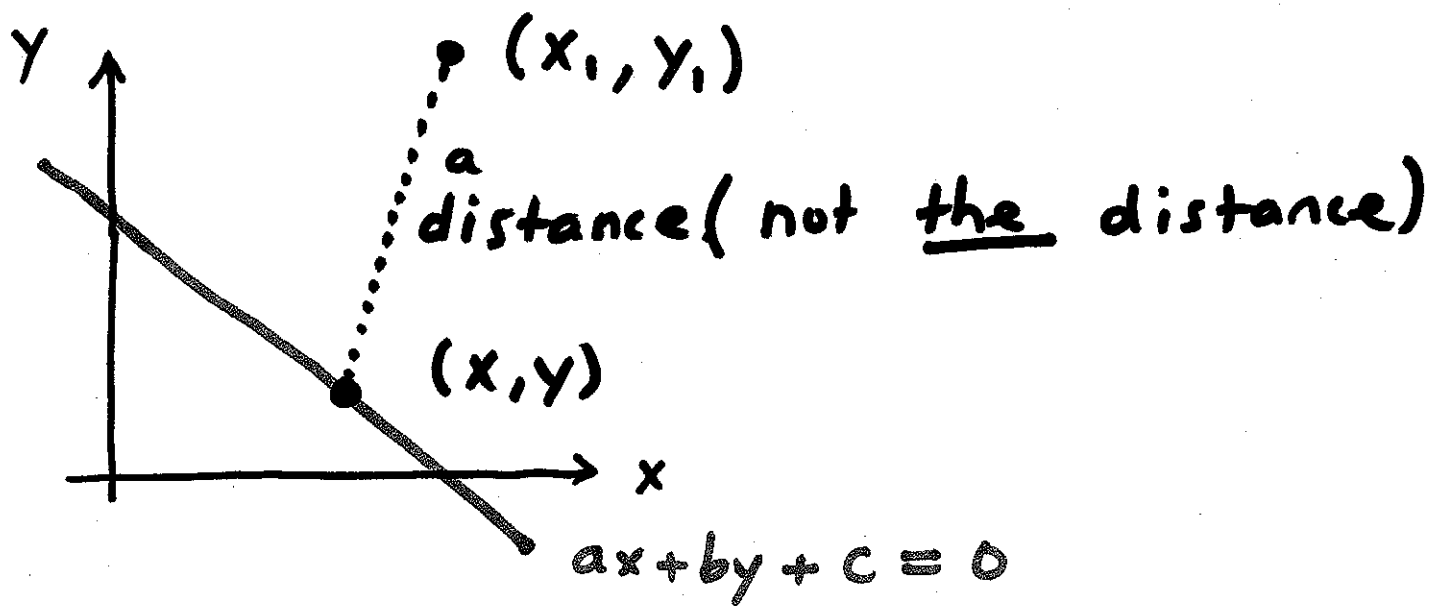 y
(x₁, y₁)
a
distance( not the distance)
(x, y)
x
ax + by + c = 0